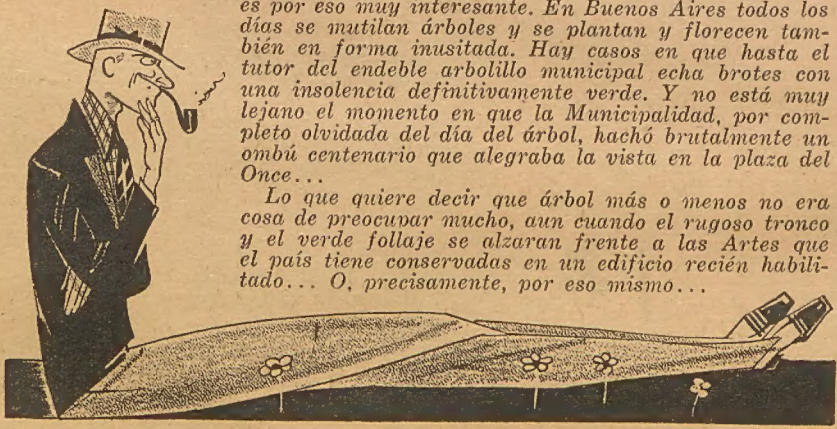 es por eso muy interesante. En Buenos Aires todos los
días se mutilan árboles y se plantan y florecen tam-
bién en forma inusitada. Hay casos en que hasta el
tutor del endeble arbolillo municipal echa brotes con
una insolencia definitivamente verde. Y no está muy
lejano el momento en que la Municipalidad, por com-
pleto olvidada del día del árbol, hachó brutalmente un
ombú centenario que alegraba la vista en la plaza del
Once...
Lo que quiere decir que árbol más o menos no era
cosa de preocupar mucho, aun cuando el rugoso tronco
y el verde follaje se alzaran frente a las Artes que
el país tiene conservadas en un edificio recién habili-
tado... O, precisamente, por eso mismo...